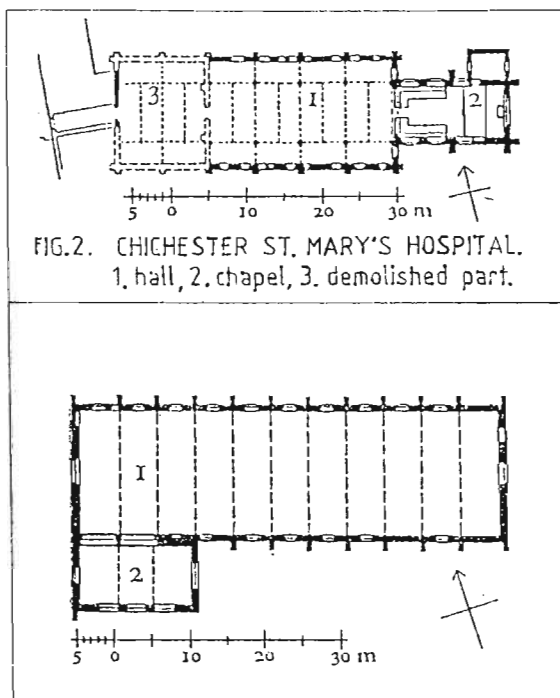 3
1
2
5 0 10 20 30 m
FIG.2. CHICHESTER ST. MARY'S HOSPITAL.
1. hall, 2. chapel, 3. demolished part.
1
2
5 0 10 20 30 m